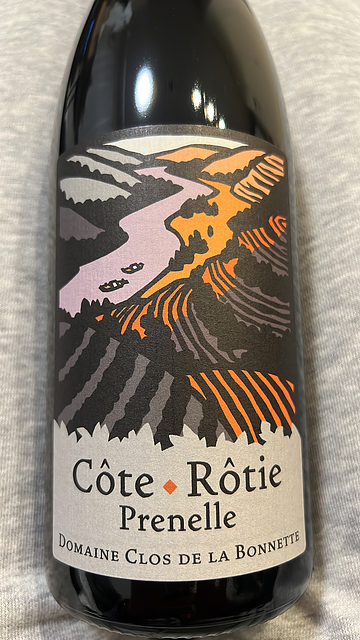 Côte ⬥ Rôtie
Prenelle
Domaine Clos de la Bonnette